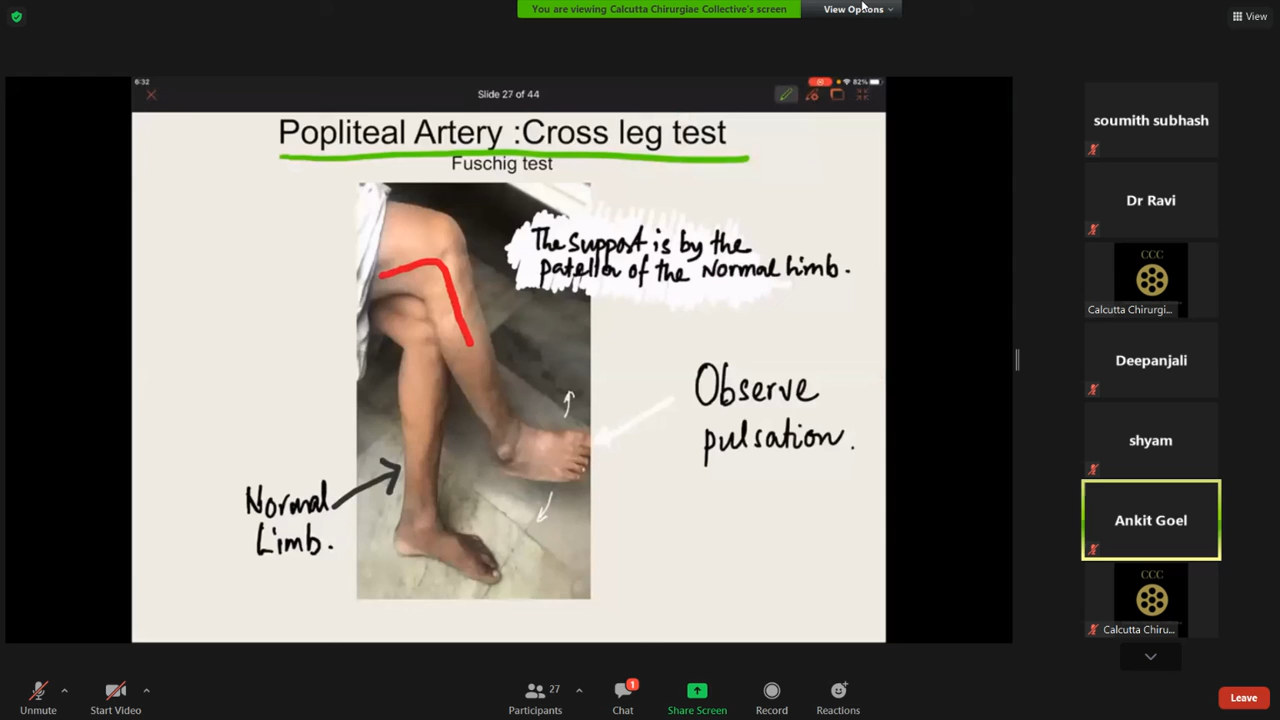 You are viewing Calcutta Chirurgiae Collective's screen
View Options
View
6:32
82%
Slide 27 of 44
Popliteal Artery :Cross leg test
Fuschig test
The support is by the
patella of the Normal limb.
Observe
pulsation.
Normal
Limb.
soumith subhash
Dr Ravi
CCC
Calcutta Chirurgi...
Deepanjali
shyam
Ankit Goel
CCC
Calcutta Chiru...
Unmute
Start Video
Participants
27
Chat
1
Share Screen
Record
Reactions
Leave